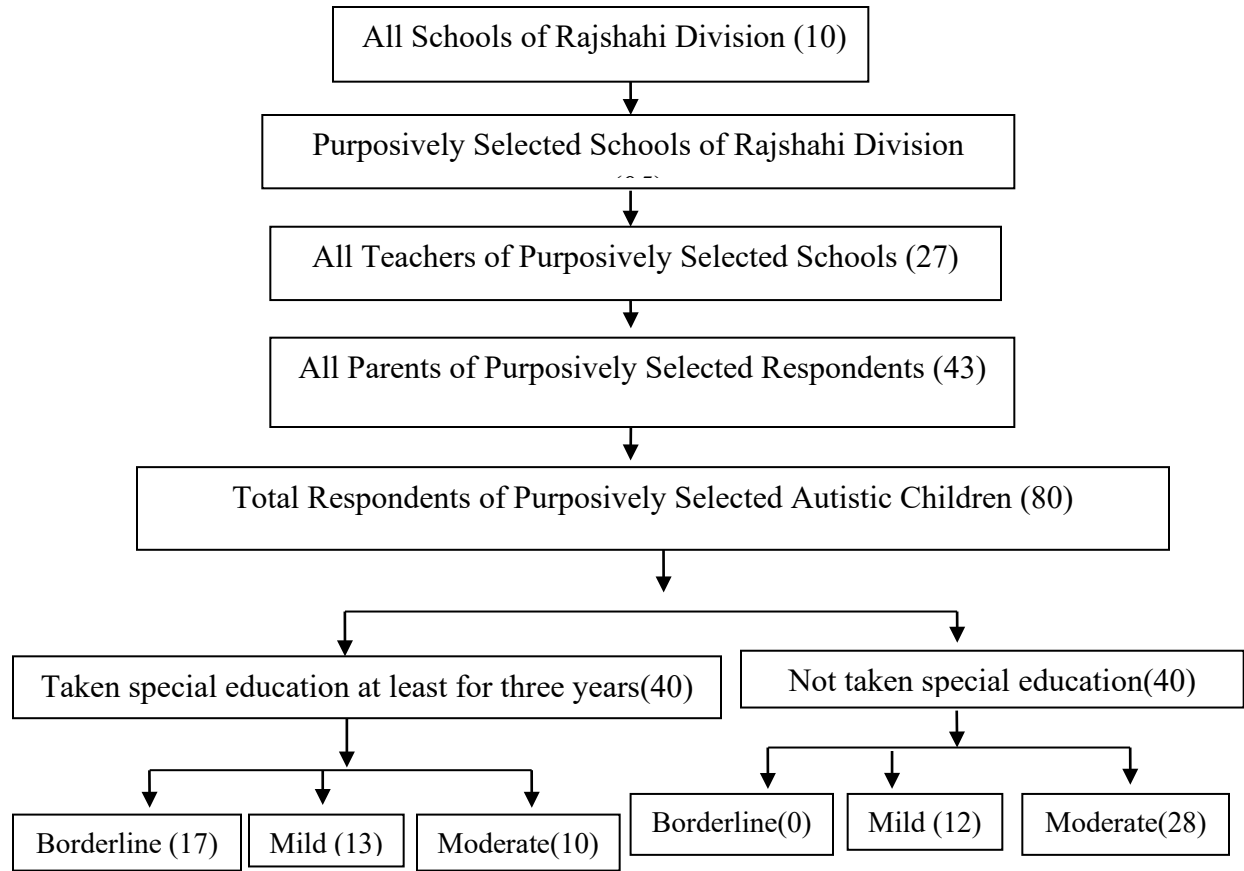 All Schools of Rajshahi Division (10)
Purposively Selected Schools of Rajshahi Division
All Teachers of Purposively Selected Schools (27)
All Parents of Purposively Selected Respondents (43)
Total Respondents of Purposively Selected Autistic Children (80)
Taken special education at least for three years(40)
Not taken special education(40)
Borderline (17)
Mild (13)
Moderate(10)
Borderline(0)
Mild (12)
Moderate(28)